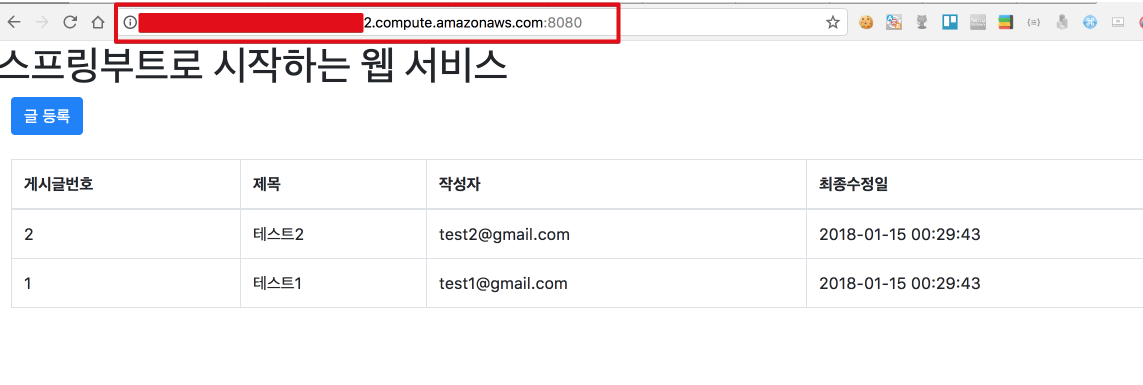 2.compute.amazonaws.com:8080
스프링부트로 시작하는 웹 서비스
글 등록
게시글번호 제목 작성자 최종수정일
2 테스트2 test2@gmail.com 2018-01-15 00:29:43
1 테스트1 test1@gmail.com 2018-01-15 00:29:43